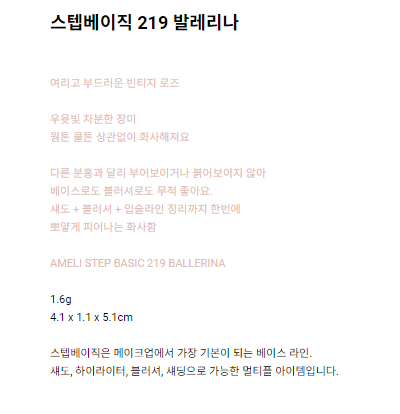 스텝베이직 219 발레리나
여리고 부드러운 빈티지 로즈
우윳빛 차분한 장미
웜톤 쿨톤 상관없이 화사해져요
다른 분홍과 달리 부어보이거나 붉어보이지 않아
베이스로도 블러셔로도 무척 좋아요.
섀도 + 블러셔 + 입술라인 정리까지 한번에
뽀얗게 피어나는 화사함
AMELI STEP BASIC 219 BALLERINA
1.6g
4.1 x 1.1 x 5.1cm
스텝베이직은 메이크업에서 가장 기본이 되는 베이스 라인.
섀도, 하이라이터, 블러셔, 섀딩으로 가능한 멀티플 아이템입니다.